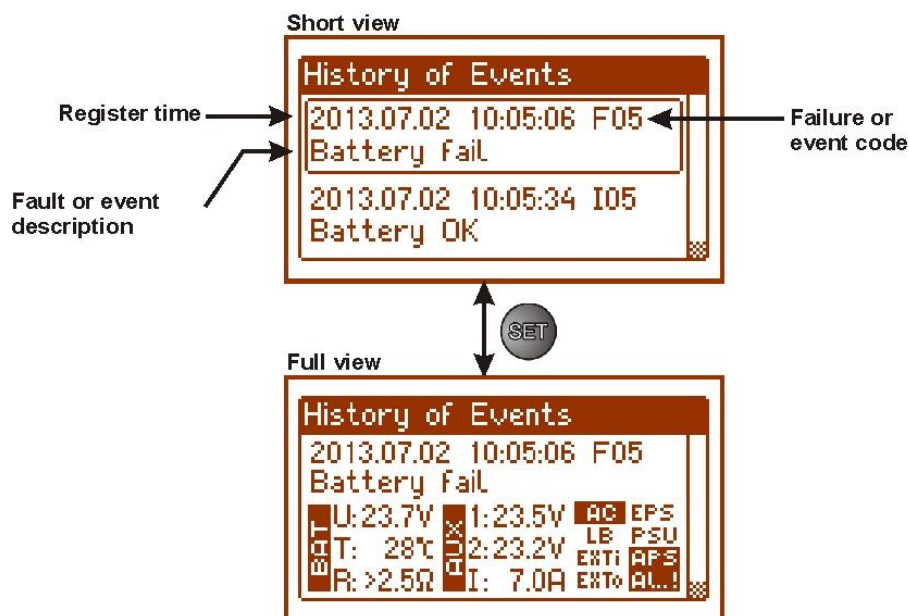 Short view
History of Events
Register time
2013.07.02 10:05:06 F05
Failure or
event code
Battery fail
Fault or event
description
2013.07.02 10:05:34 I05
Battery OK
SET
Full view
History of Events
2013.07.02 10:05:06 F05
Battery fail
BAT U:23.7V AUX 1:23.5V AC EPS
T: 28℃ 2:23.2V LB PSU
EXTi APS
R:>2.5Ω I: 7.0A EXTo AL.!